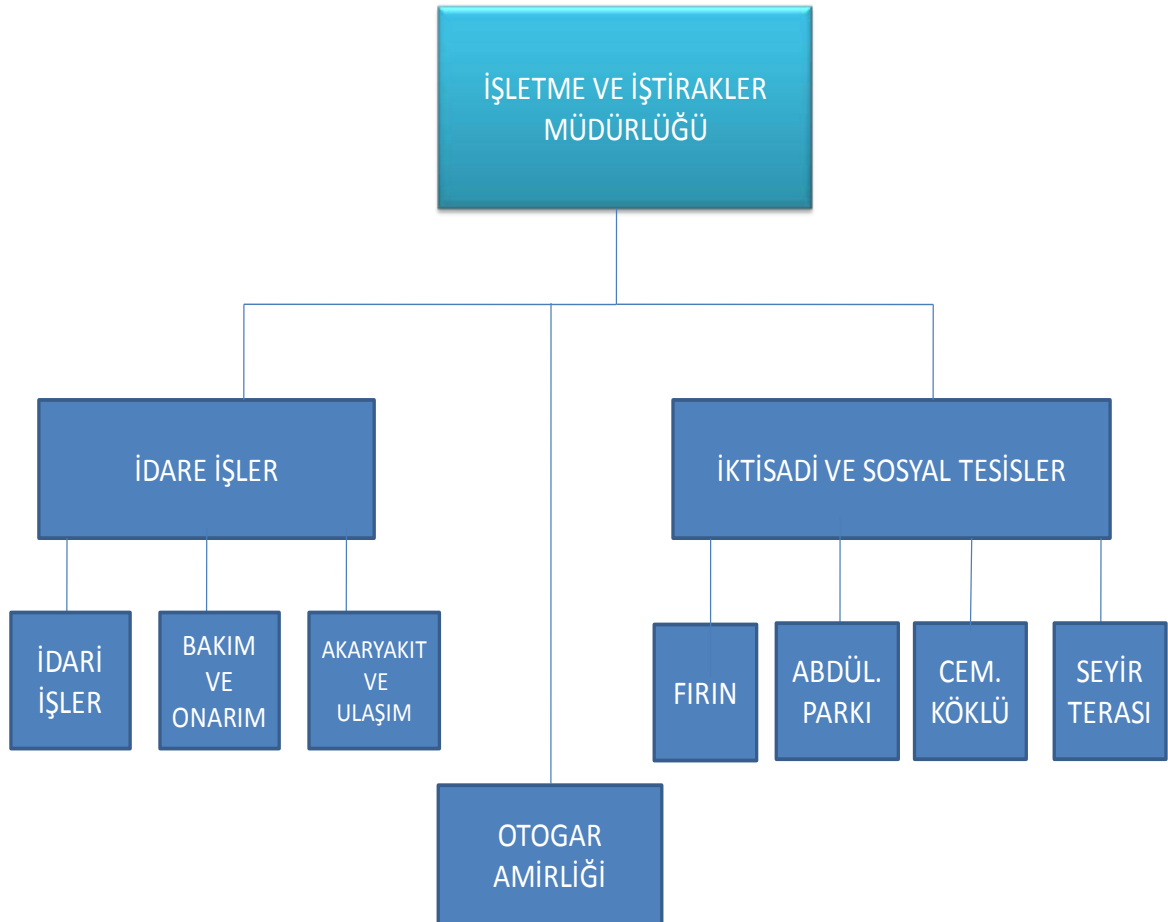 İŞLETME VE İŞTİRAKLER
MÜDÜRLÜĞÜ
İDARE İŞLER
İKTİSADİ VE SOSYAL TESİSLER
İDARİ
İŞLER
BAKIM
VE
ONARIM
AKARYAKIT
VE
ULAŞIM
FIRIN
ABDÜL.
PARKI
CEM.
KÖKLÜ
SEYİR
TERASI
OTOGAR
AMİRLİĞİ